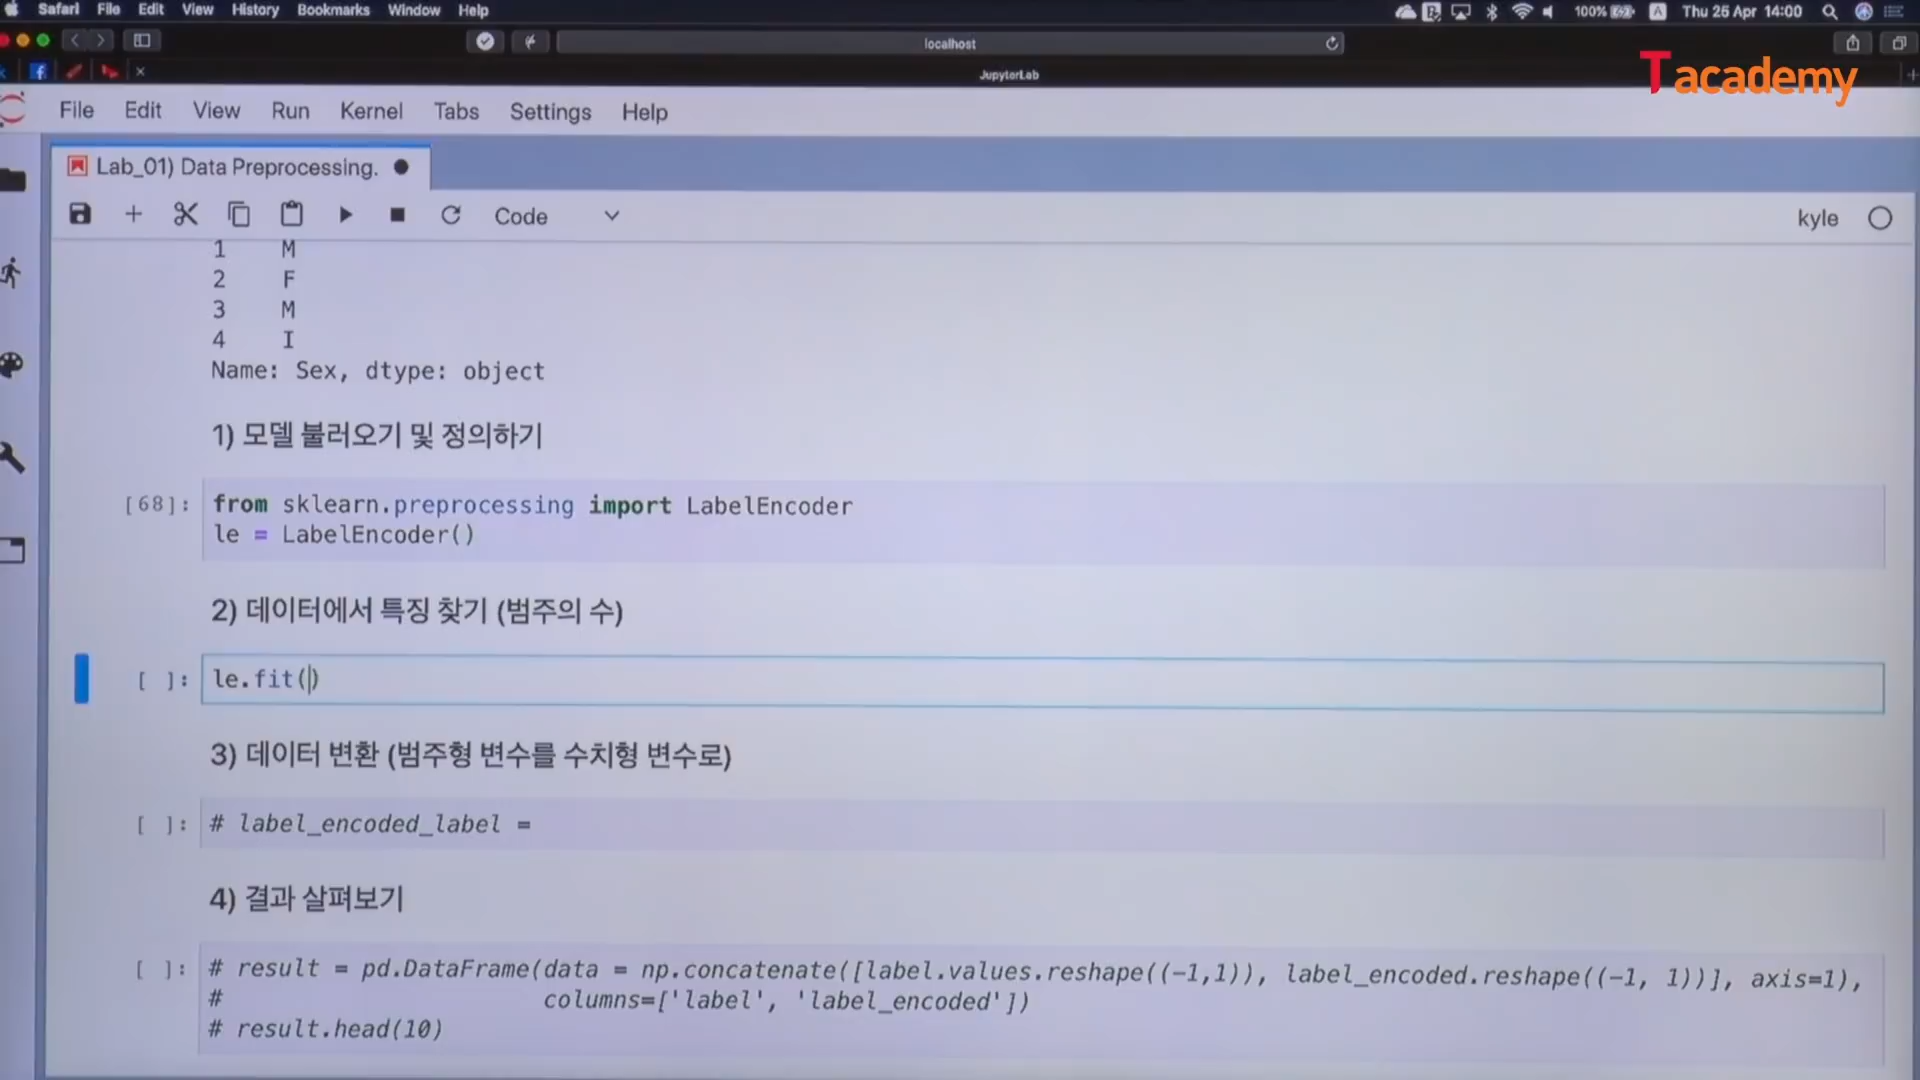 Safari File Edit View History Bookmarks Window Help
100% A Thu 25 Apr 14:00
localhost
JupyterLab
T academy
File Edit View Run Kernel Tabs Settings Help
Lab_01) Data Preprocessing.
Code
kyle
1 M
2 F
3 M
4 I
Name: Sex, dtype: object
1) 모델 불러오기 및 정의하기
[68]: from sklearn.preprocessing import LabelEncoder
le = LabelEncoder()
2) 데이터에서 특징 찾기 (범주의 수)
[ ]: le.fit()
3) 데이터 변환 (범주형 변수를 수치형 변수로)
[ ]: # label_encoded_label =
4) 결과 살펴보기
[ ]: # result = pd.DataFrame(data = np.concatenate([label.values.reshape((-1,1)), label_encoded.reshape((-1, 1))], axis=1),
# columns=['label', 'label_encoded'])
# result.head(10)